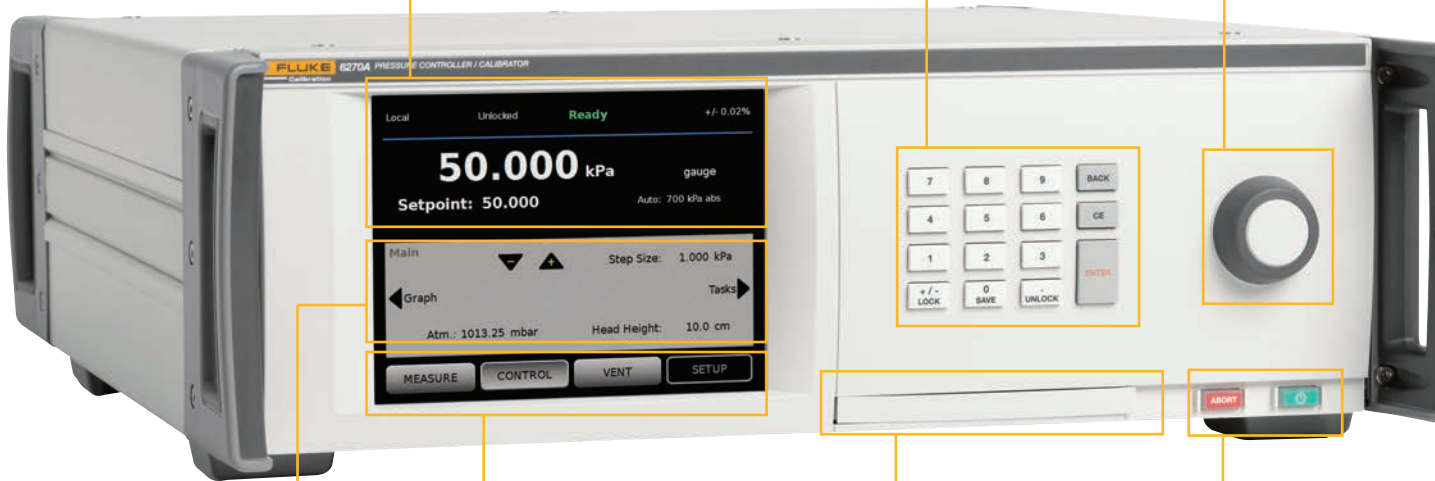 FLUKE 6270A PRESSURE CONTROLLER / CALIBRATOR
Calibration
Local Unlocked Ready +/- 0.02%
50.000 kPa gauge
Setpoint: 50.000 Auto: 700 kPa abs
Main - + Step Size: 1.000 kPa
Graph Tasks
Atm.: 1013.25 mbar Head Height: 10.0 cm
MEASURE CONTROL VENT SETUP
7 8 9 BACK
4 5 6 CE
1 2 3 ENTER
+/- 0 .
LOCK SAVE UNLOCK
ABORT